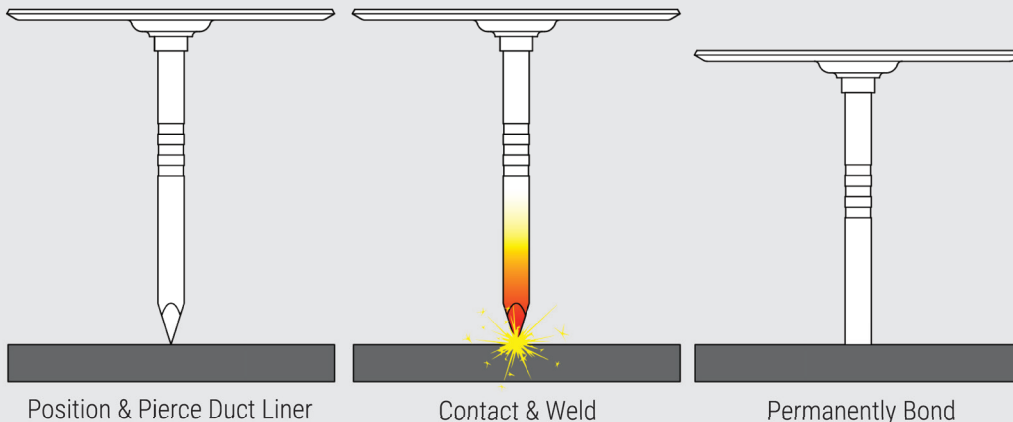 Position & Pierce Duct Liner
Contact & Weld
Permanently Bond